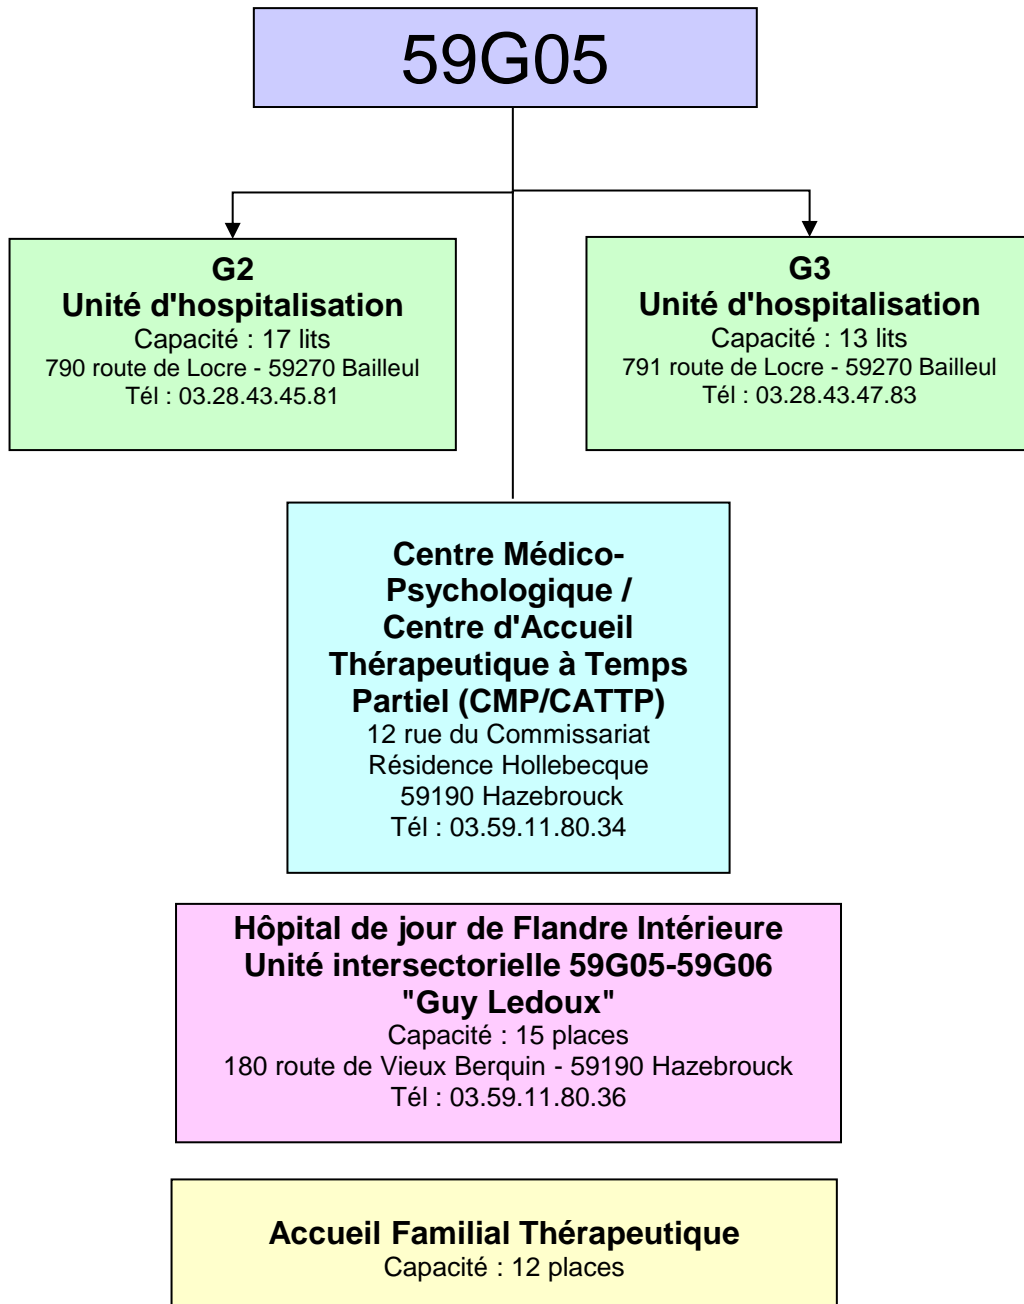 59G05
G2
Unité d'hospitalisation
Capacité : 17 lits
790 route de Locre - 59270 Bailleul
Tél : 03.28.43.45.81
G3
Unité d'hospitalisation
Capacité : 13 lits
791 route de Locre - 59270 Bailleul
Tél : 03.28.43.47.83
Centre Médico-
Psychologique /
Centre d'Accueil
Thérapeutique à Temps
Partiel (CMP/CATTP)
12 rue du Commissariat
Résidence Hollebecque
59190 Hazebrouck
Tél : 03.59.11.80.34
Hôpital de jour de Flandre Intérieure
Unité intersectorielle 59G05-59G06
"Guy Ledoux"
Capacité : 15 places
180 route de Vieux Berquin - 59190 Hazebrouck
Tél : 03.59.11.80.36
Accueil Familial Thérapeutique
Capacité : 12 places